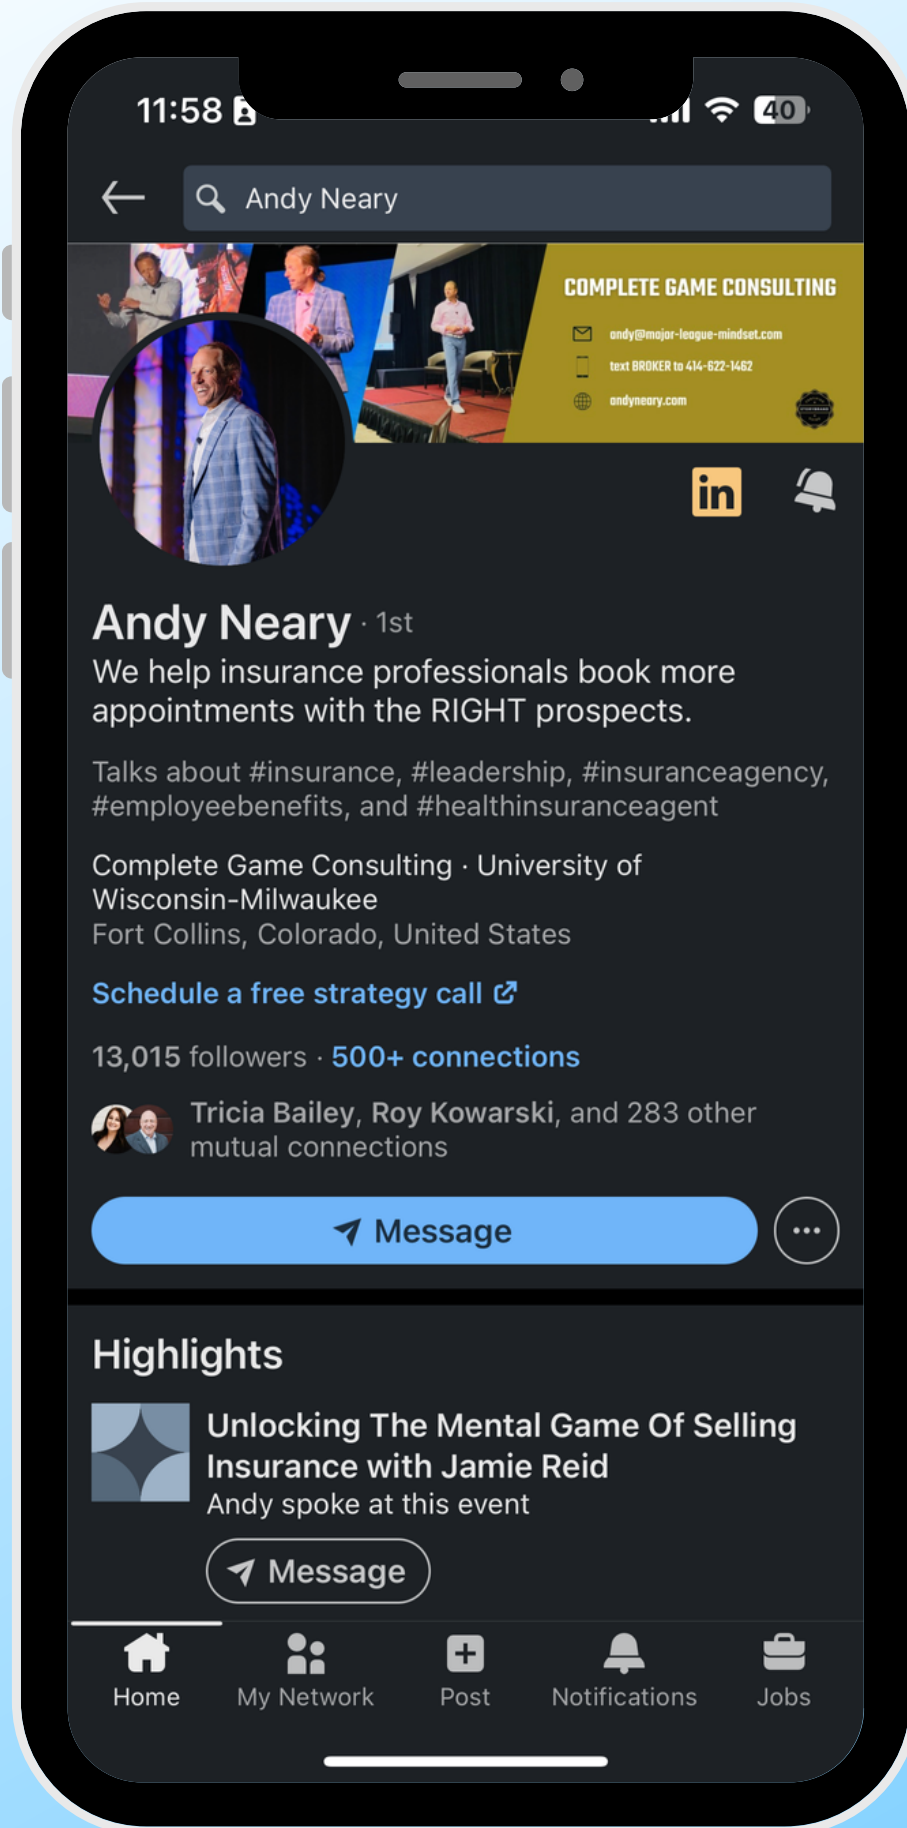 11:58
40
Andy Neary
COMPLETE GAME CONSULTING
andy@major-league-mindset.com
text BROKER to 414-622-1462
andyneary.com
in
Andy Neary · 1st
We help insurance professionals book more
appointments with the RIGHT prospects.
Talks about #insurance, #leadership, #insuranceagency,
#employeebenefits, and #healthinsuranceagent
Complete Game Consulting · University of
Wisconsin-Milwaukee
Fort Collins, Colorado, United States
Schedule a free strategy call
13,015 followers · 500+ connections
Tricia Bailey, Roy Kowarski, and 283 other
mutual connections
Message
Highlights
Unlocking The Mental Game Of Selling
Insurance with Jamie Reid
Andy spoke at this event
Message
Home
My Network
Post
Notifications
Jobs